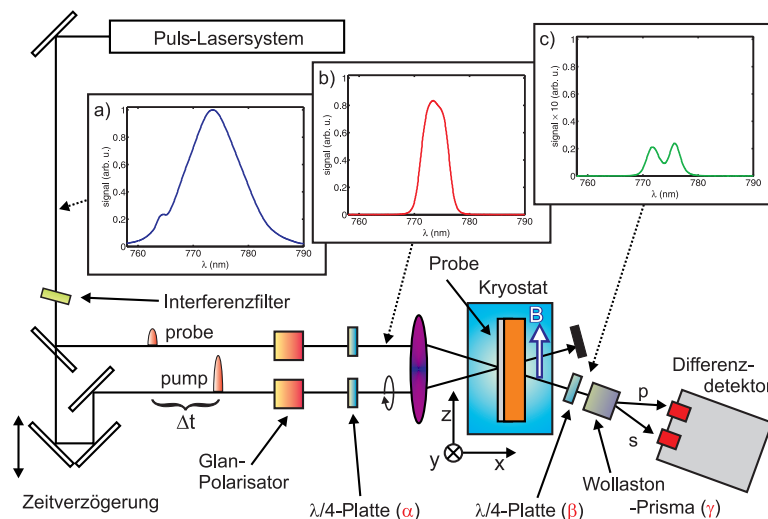 Puls-Lasersystem
a)
signal (arb. u.)
1
0,8
0,6
0,4
0.2
0
760
770
780
790
λ (nm)
b)
signal (arb. u.)
1
0.8
0.6
0.4
0.2
0
760
770
780
790
λ (nm)
c)
signal × 10 (arb. u.)
1
0.8
0.6
0.4
0.2
0
760
770
780
790
λ (nm)
Interferenzfilter
probe
pump
Δt
Zeitverzögerung
Glan-
Polarisator
λ/4-Platte (α)
Probe
Kryostat
B
z
y
x
λ/4-Platte (β)
p
s
Differenz-
detektor
Wollaston
-Prisma (γ)